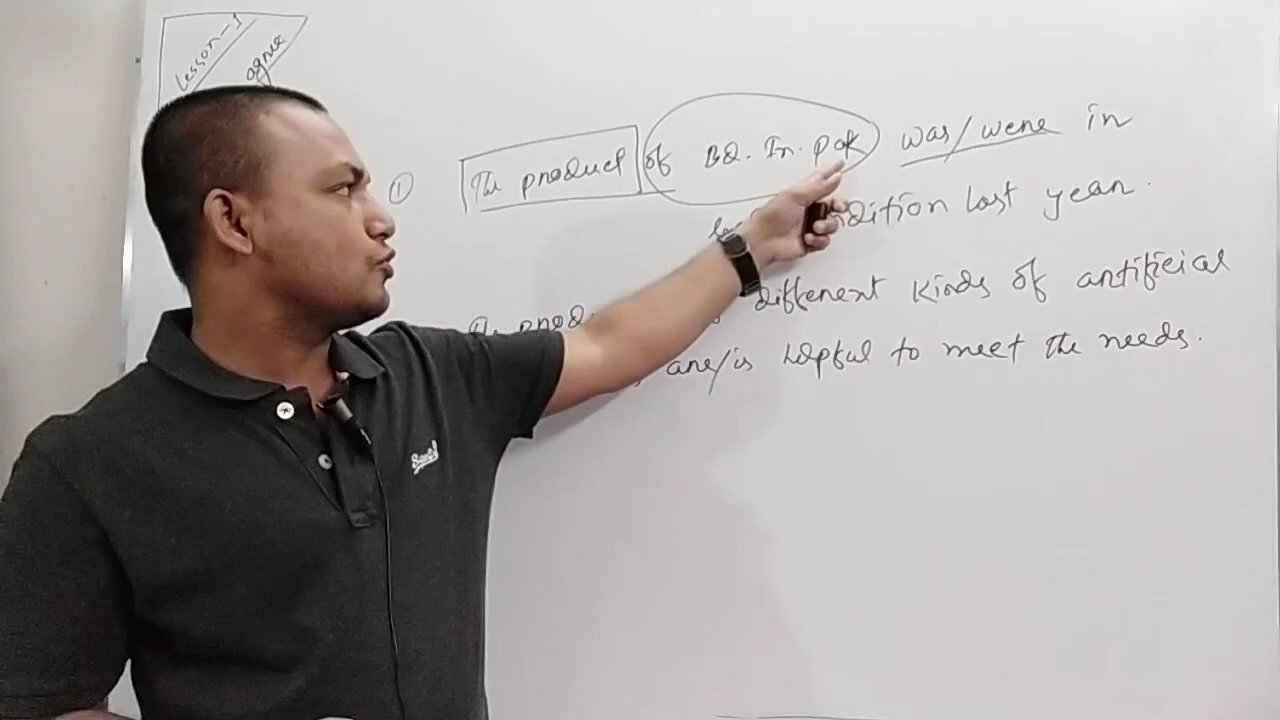 Lesson-1
agree
① The product of BD. In. pak was/were in
condition last year.
The different kinds of artificial
are/is helpful to meet the needs.